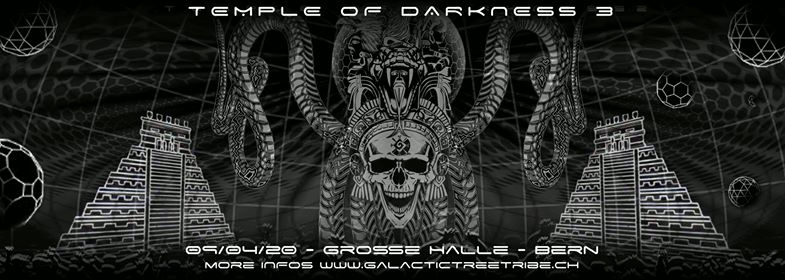 TEMPLE OF DARKNESS 3
09/04/20 - GROSSE HALLE - BERN
MORE INFOS WWW.GALACTICTREETRIBE.CH